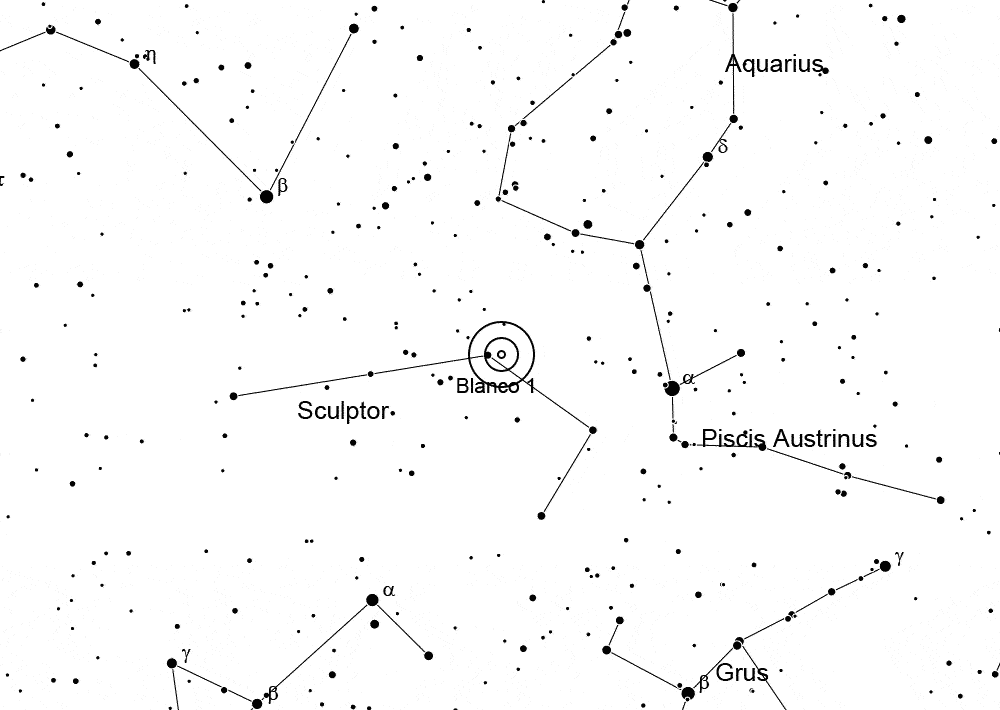 η
Aquarius
δ
β
τ
Blanco 1
α
Sculptor
Piscis Austrinus
γ
α
γ
Grus
β
β